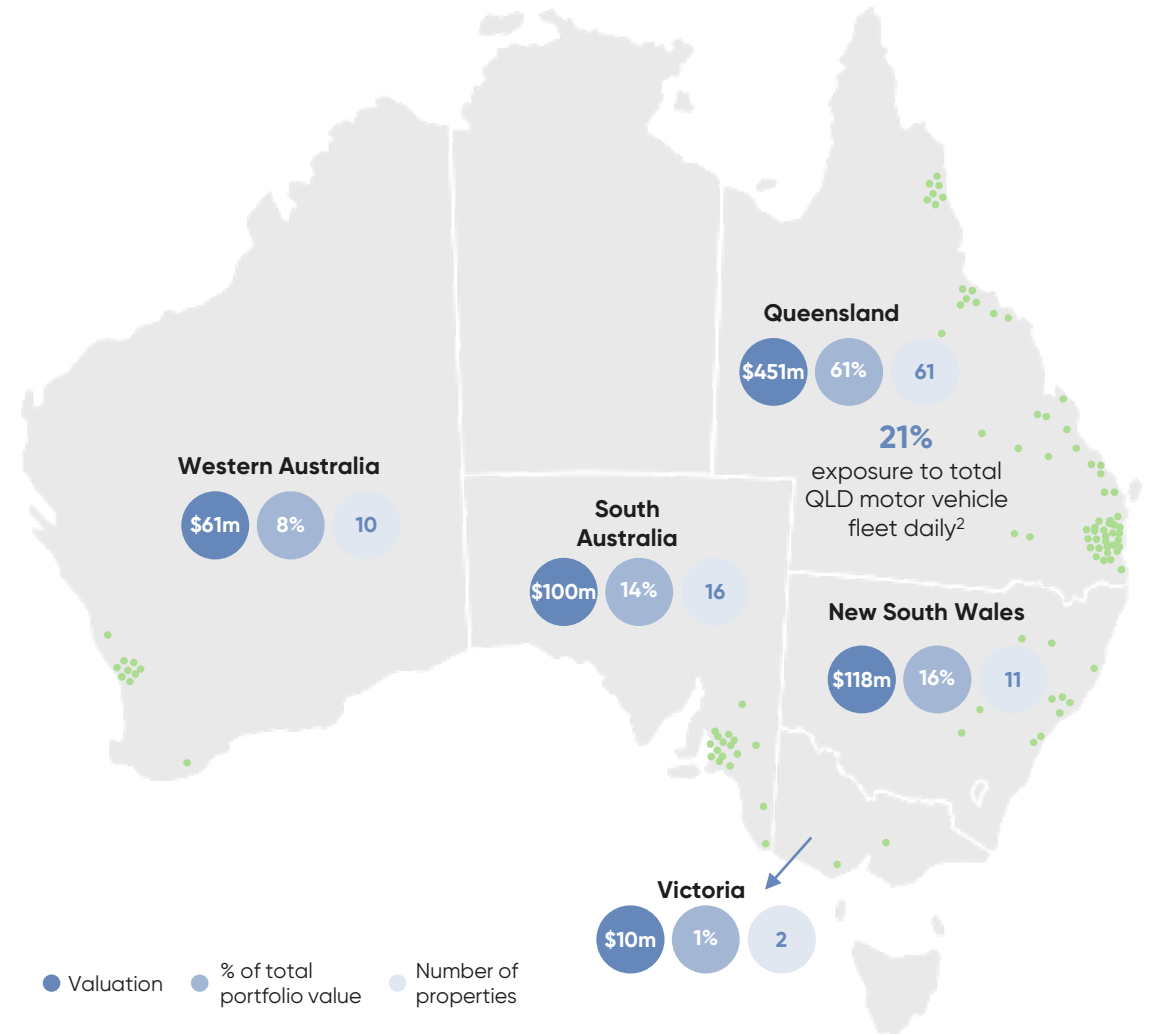 Queensland
$451m 61% 61
21%
exposure to total
QLD motor vehicle
fleet daily²
Western Australia
$61m 8% 10
South
Australia
$100m 14% 16
New South Wales
$118m 16% 11
Victoria
$10m 1% 2
Valuation
% of total
portfolio value
Number of
properties